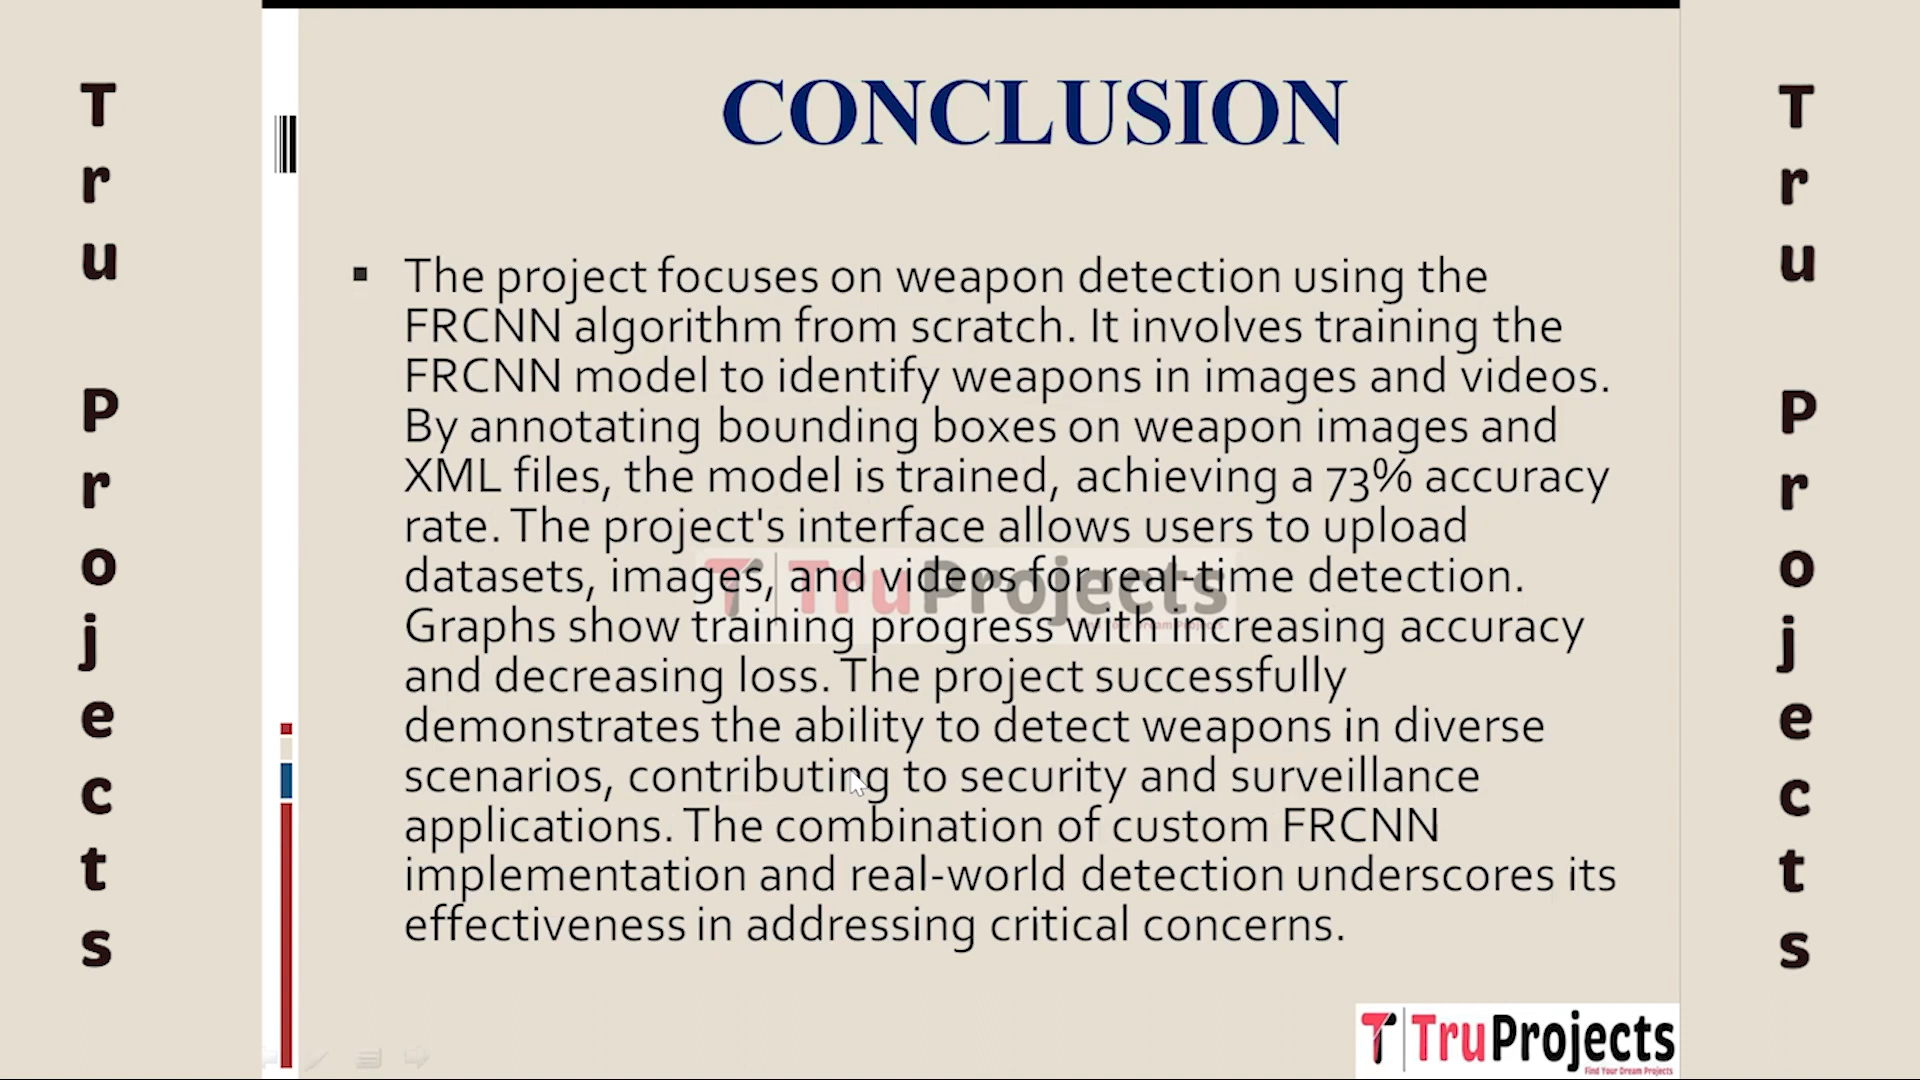 CONCLUSION
The project focuses on weapon detection using the
FRCNN algorithm from scratch. It involves training the
FRCNN model to identify weapons in images and videos.
By annotating bounding boxes on weapon images and
XML files, the model is trained, achieving a 73% accuracy
rate. The project's interface allows users to upload
datasets, images, and videos for real-time detection.
Graphs show training progress with increasing accuracy
and decreasing loss. The project successfully
demonstrates the ability to detect weapons in diverse
scenarios, contributing to security and surveillance
applications. The combination of custom FRCNN
implementation and real-world detection underscores its
effectiveness in addressing critical concerns.
Tru Projects
Tru Projects
TruProjects
TruProjects
Find Your Dream Projects